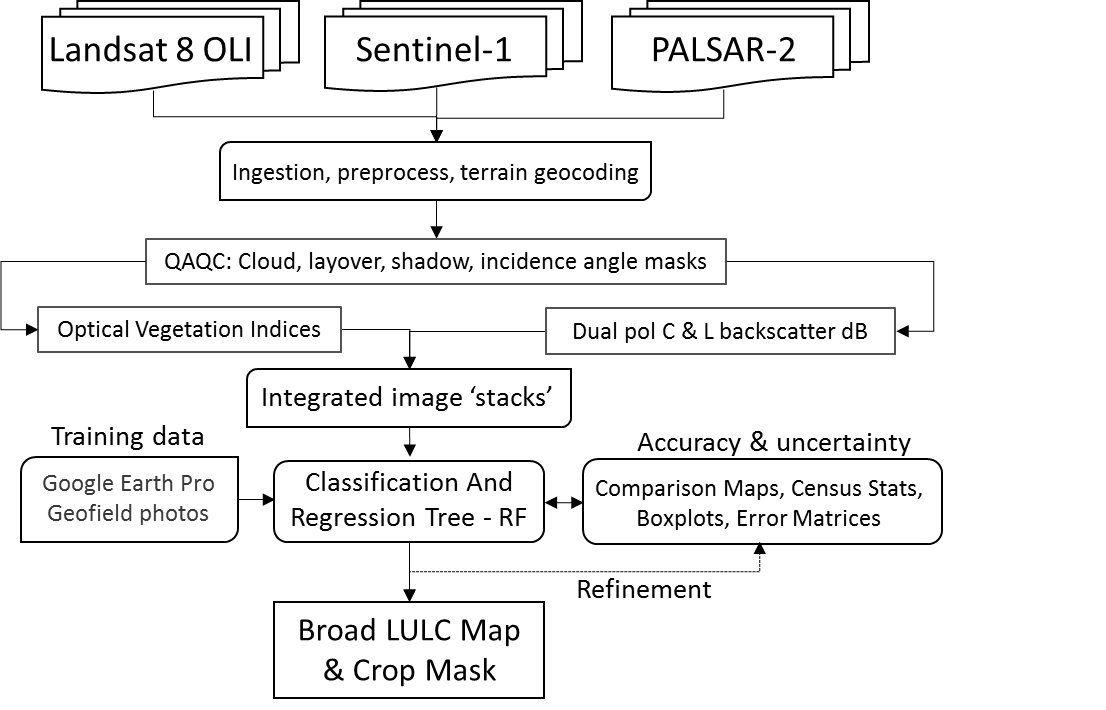 Landsat 8 OLI
Sentinel-1
PALSAR-2
Ingestion, preprocess, terrain geocoding
QAQC: Cloud, layover, shadow, incidence angle masks
Optical Vegetation Indices
Dual pol C & L backscatter dB
Integrated image ‘stacks’
Training data
Google Earth Pro
Geofield photos
Classification And
Regression Tree - RF
Accuracy & uncertainty
Comparison Maps, Census Stats,
Boxplots, Error Matrices
Refinement
Broad LULC Map
& Crop Mask